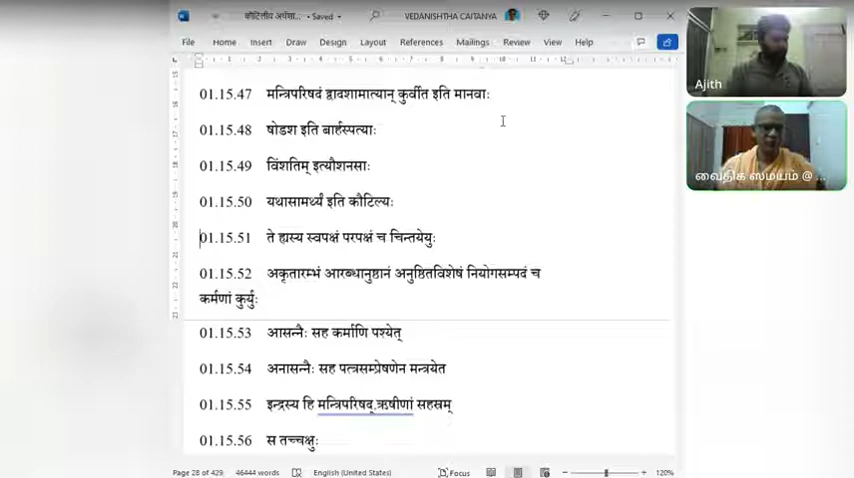 कौटिलीय अर्थसा... • Saved
VEDANISHTHA CAITANYA
File Home Insert Draw Design Layout References Mailings Review View Help
01.15.47 मन्त्रिपरिषदं द्वादशामात्यान् कुर्वीत इति मानवाः
01.15.48 षोडश इति बार्हस्पत्याः
01.15.49 विंशतिम् इत्यौशनसाः
01.15.50 यथासामर्थ्यं इति कौटिल्यः
01.15.51 ते ह्यस्य स्वपक्षं परपक्षं च चिन्तयेयुः
01.15.52 अकृतारम्भं आरब्धानुष्ठानं अनुष्ठितविशेषं नियोगसम्पदं च
कर्मणां कुर्युः
01.15.53 आसन्नैः सह कर्माणि पश्येत्
01.15.54 अनासन्नैः सह पत्त्रसम्प्रेषणेन मन्त्रयेत
01.15.55 इन्द्रस्य हि मन्त्रिपरिषद्.ऋषीणां सहस्रम्
01.15.56 स तच्चक्षुः
Page 28 of 429 46444 words English (United States) Focus 120%
Ajith
வைதிக ஸமயம் @ ...